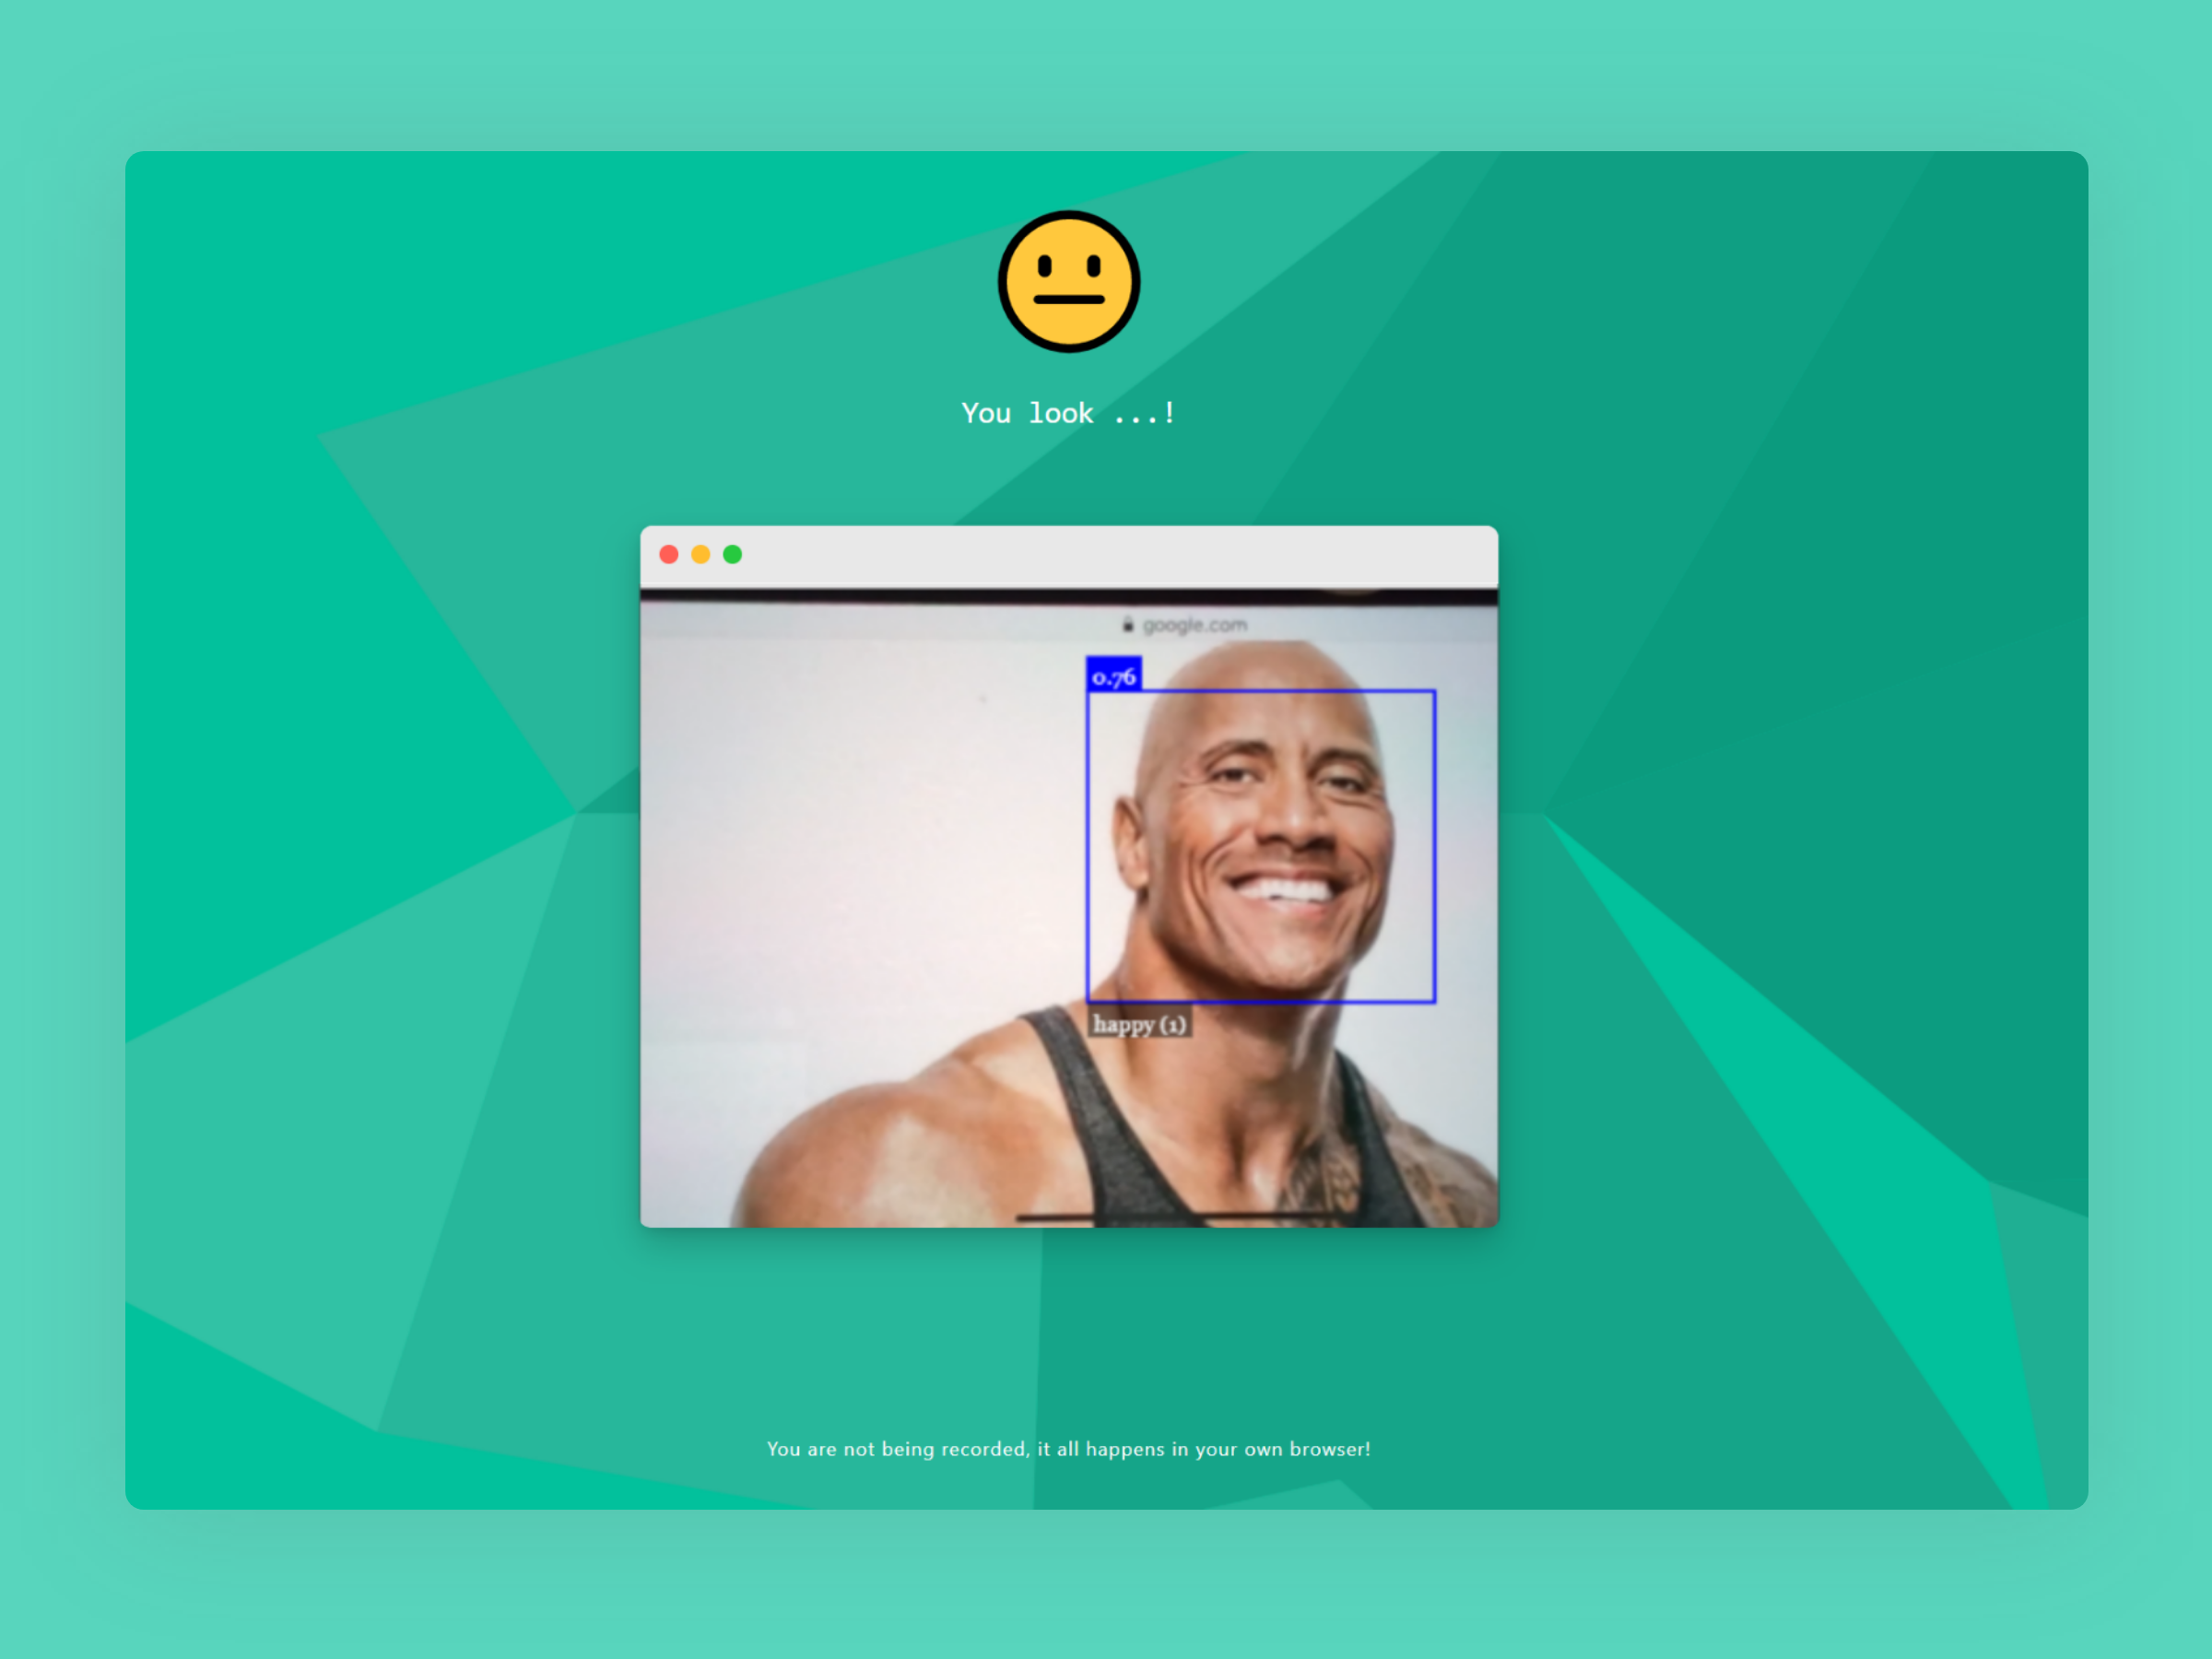 You look ...!
google.com
0.76
happy (1)
You are not being recorded, it all happens in your own browser!